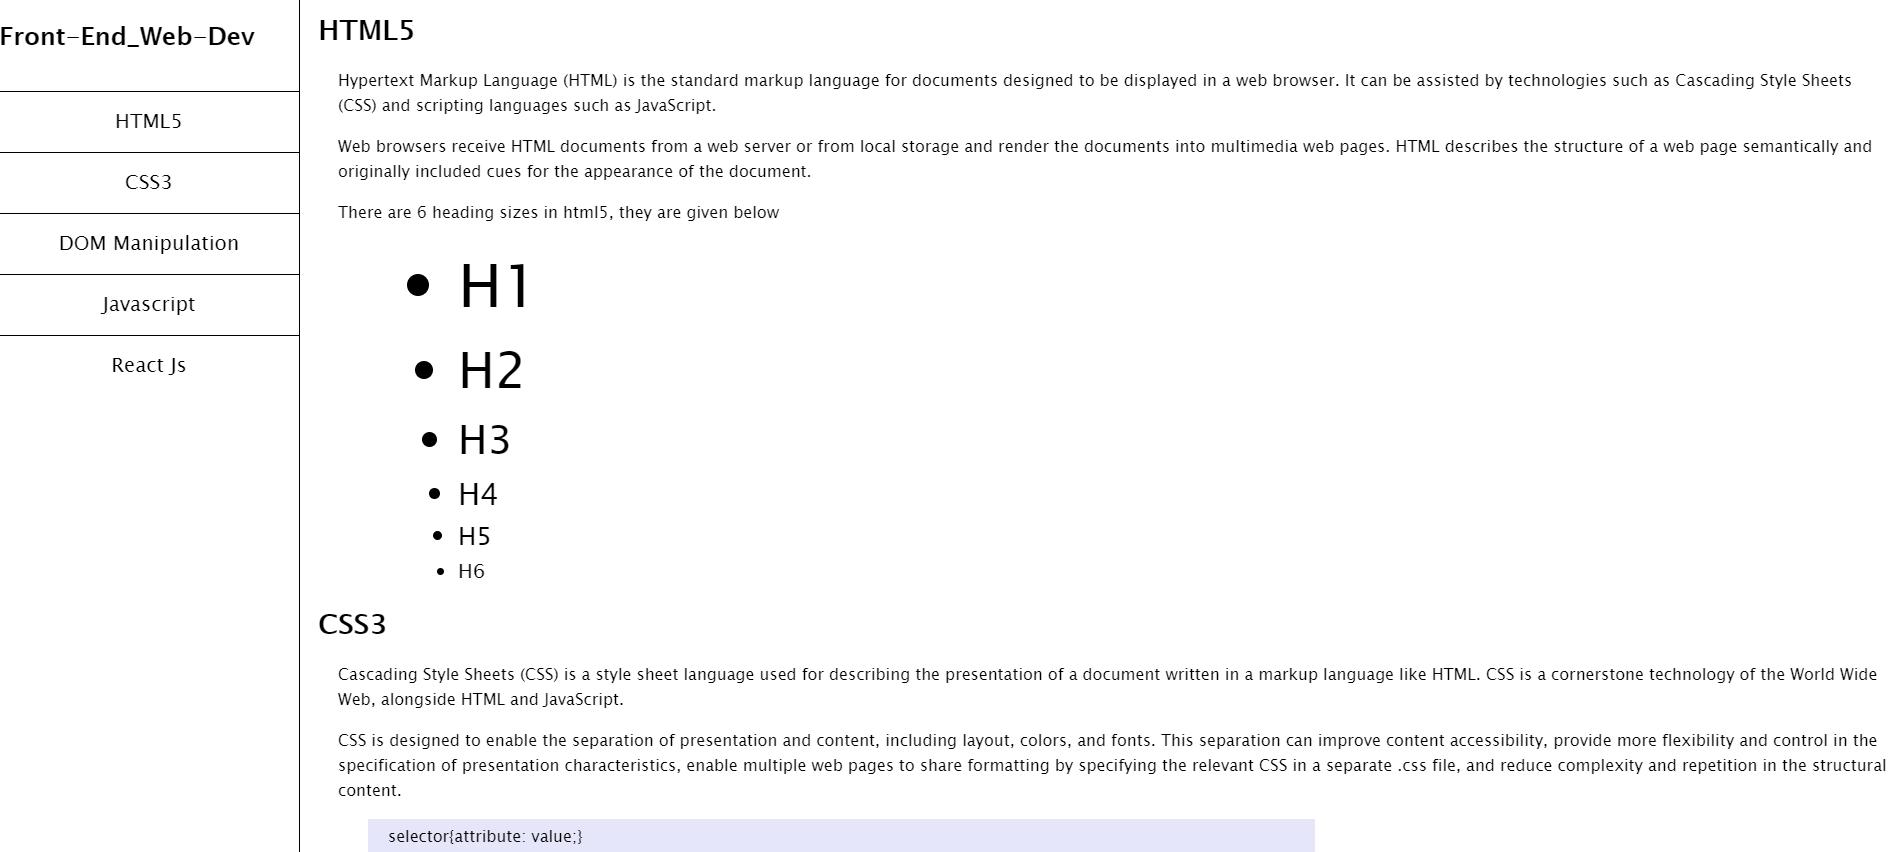 Front-End_Web-Dev
HTML5
CSS3
DOM Manipulation
Javascript
React Js
HTML5
Hypertext Markup Language (HTML) is the standard markup language for documents designed to be displayed in a web browser. It can be assisted by technologies such as Cascading Style Sheets
(CSS) and scripting languages such as JavaScript.
Web browsers receive HTML documents from a web server or from local storage and render the documents into multimedia web pages. HTML describes the structure of a web page semantically and
originally included cues for the appearance of the document.
There are 6 heading sizes in html5, they are given below
• H1
• H2
• H3
• H4
• H5
• H6
CSS3
Cascading Style Sheets (CSS) is a style sheet language used for describing the presentation of a document written in a markup language like HTML. CSS is a cornerstone technology of the World Wide
Web, alongside HTML and JavaScript.
CSS is designed to enable the separation of presentation and content, including layout, colors, and fonts. This separation can improve content accessibility, provide more flexibility and control in the
specification of presentation characteristics, enable multiple web pages to share formatting by specifying the relevant CSS in a separate .css file, and reduce complexity and repetition in the structural
content.
selector{attribute: value;}